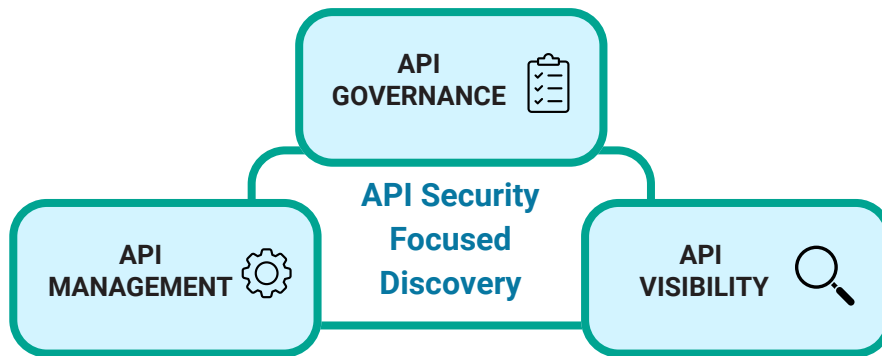 API
GOVERNANCE
API Security
Focused
Discovery
API
MANAGEMENT
API
VISIBILITY